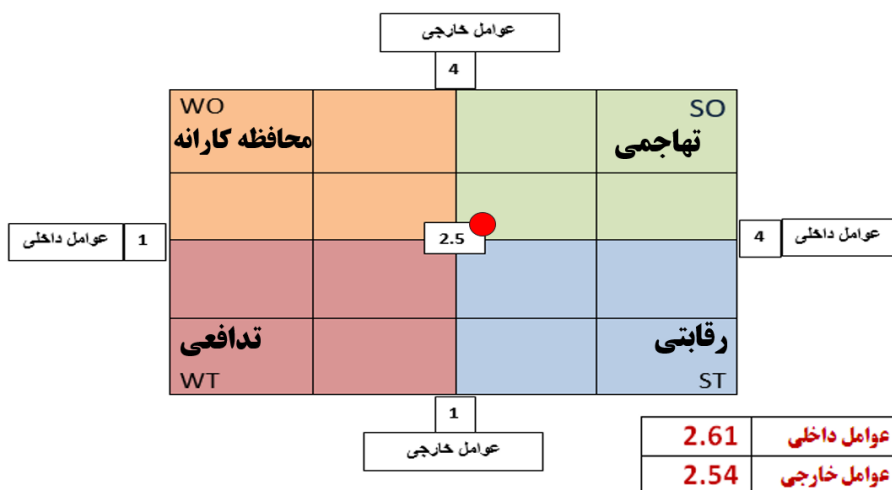 عوامل خارجی
4
WO
SO
محافظه کارانه
تهاجمی
عوامل داخلی
1
2.5
4
عوامل داخلی
تدافعی
رقابتی
WT
ST
1
عوامل خارجی
عوامل داخلی 2.61
عوامل خارجی 2.54